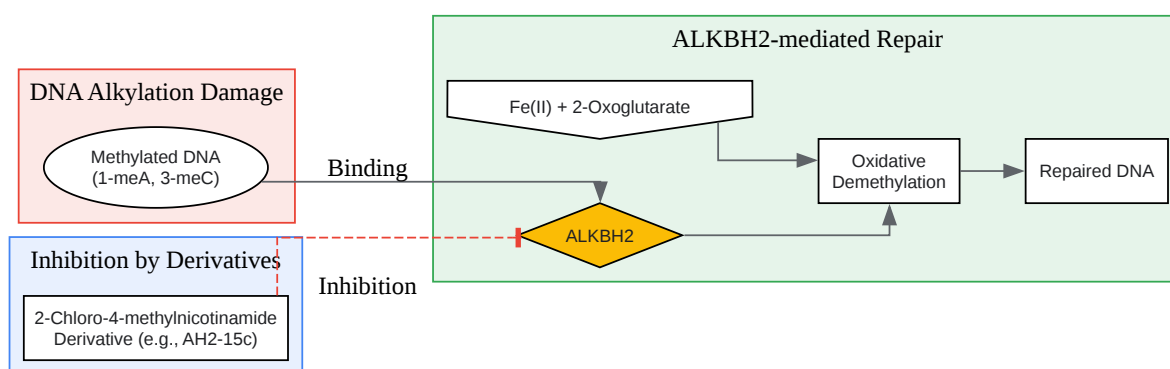 ALKBH2-mediated Repair
DNA Alkylation Damage
Fe(II) + 2-Oxoglutarate
Methylated DNA
(1-meA, 3-meC)
Binding
Oxidative
Demethylation
Repaired DNA
ALKBH2
Inhibition by Derivatives
Inhibition
2-Chloro-4-methylnicotinamide
Derivative (e.g., AH2-15c)